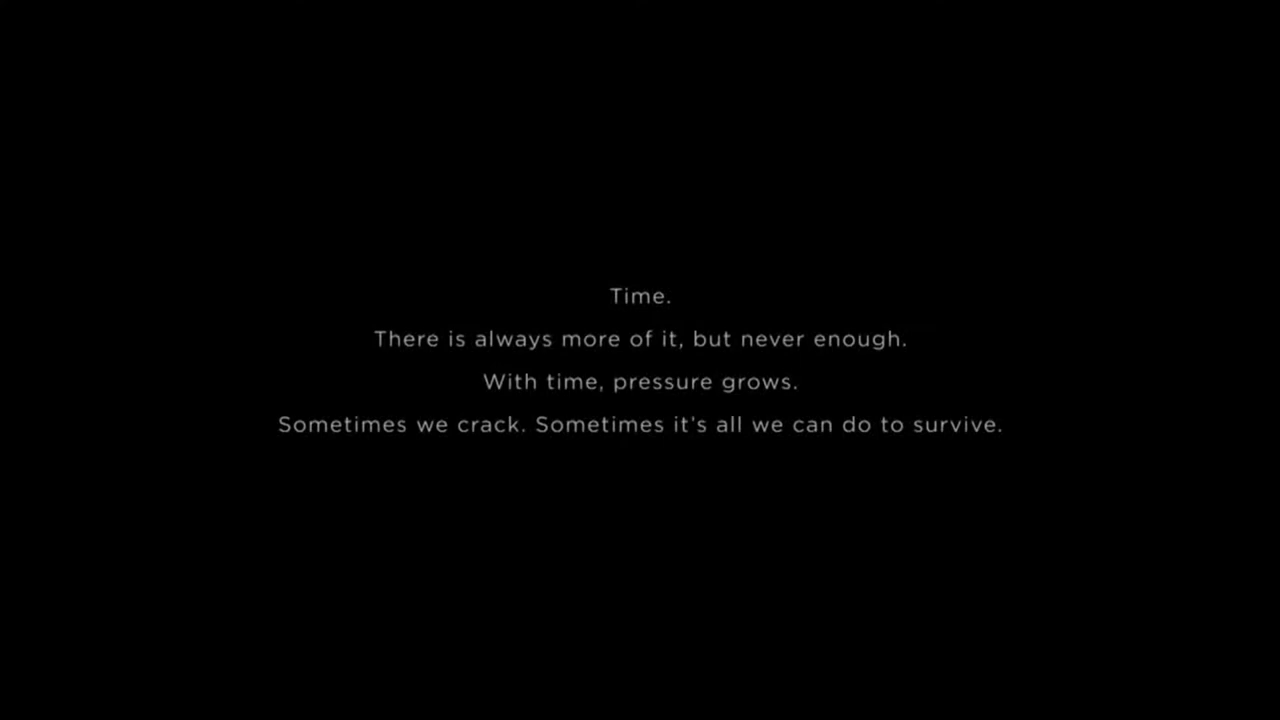 Time.
There is always more of it, but never enough.
With time, pressure grows.
Sometimes we crack. Sometimes it's all we can do to survive.